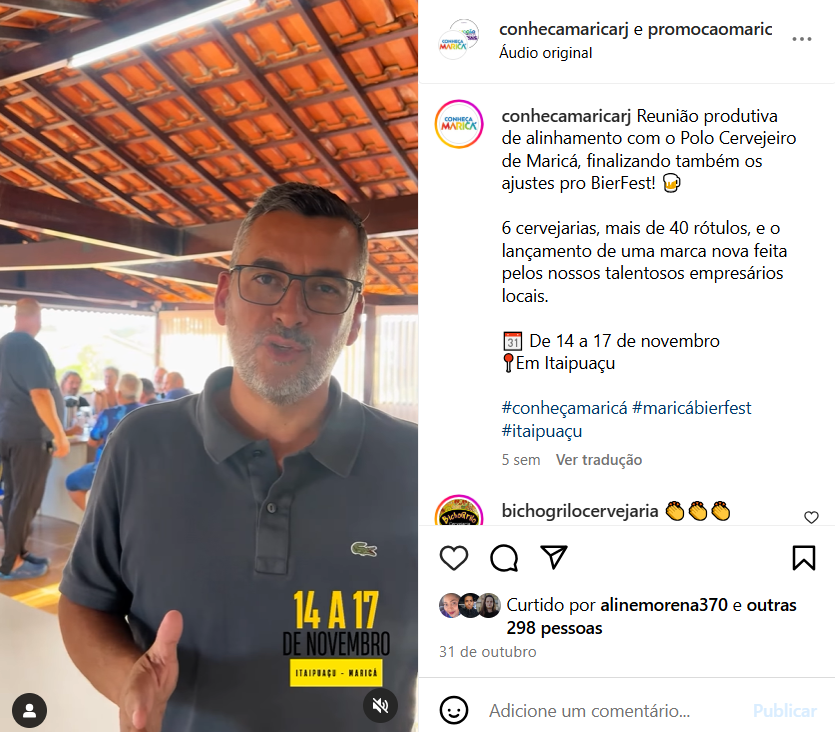 conhecamaricarj e promocaomaric
Áudio original
conhecamaricarj Reunião produtiva
de alinhamento com o Polo Cervejeiro
de Maricá, finalizando também os
ajustes pro BierFest! 🍺
6 cervejarias, mais de 40 rótulos, e o
lançamento de uma marca nova feita
pelos nossos talentosos empresários
locais.
📅 De 14 a 17 de novembro
📍Em Itaipuaçu
#conheçamaricá #maricábierfest
#itaipuaçu
5 sem Ver tradução
bichogrilocervejaria 👏👏👏
Curtido por alinemorena370 e outras
298 pessoas
31 de outubro
Adicione um comentário...
Publicar
14 A 17
DE NOVEMBRO
ITAIPUAÇU - MARICÁ
CONHEÇA
MARICÁ